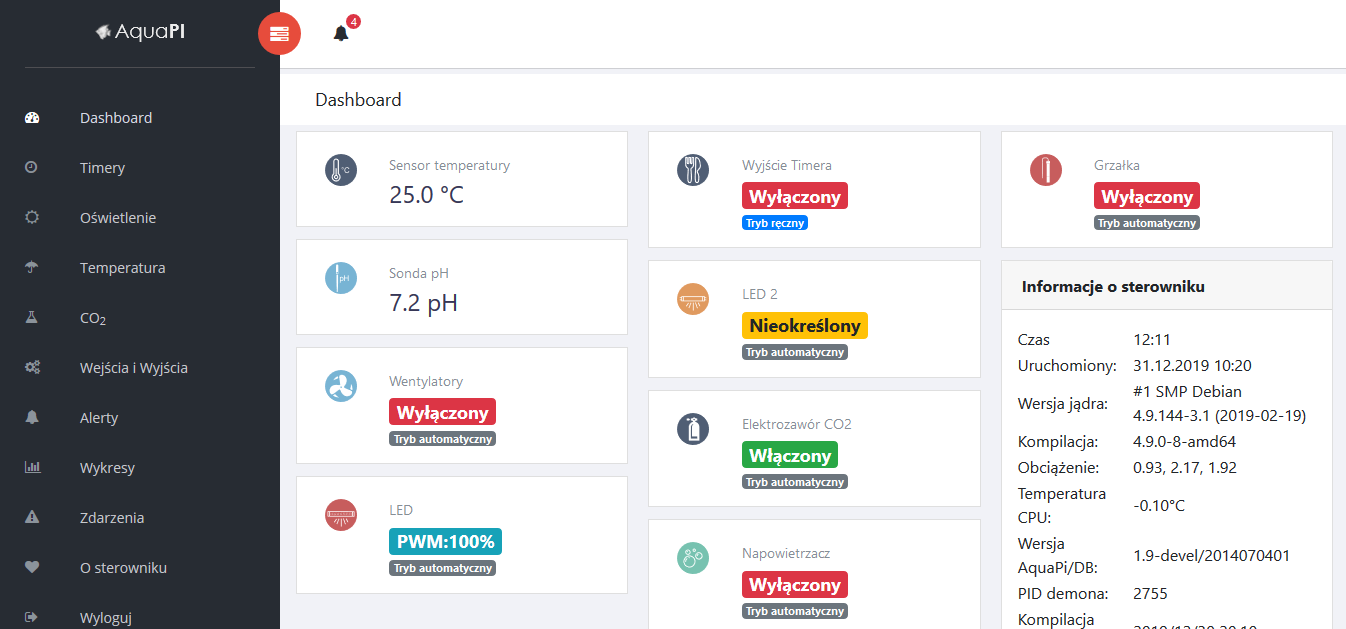 AquaPI
4
Dashboard
Timery
Oświetlenie
Temperatura
CO2
Wejścia i Wyjścia
Alerty
Wykresy
Zdarzenia
O sterowniku
Wyloguj
Dashboard
°C
Sensor temperatury
25.0 °C
pH
Sonda pH
7.2 pH
Wentylatory
Wyłączony
Tryb automatyczny
LED
PWM:100%
Tryb automatyczny
Wyjście Timera
Wyłączony
Tryb ręczny
LED 2
Nieokreślony
Tryb automatyczny
Elektrozawór CO2
Włączony
Tryb automatyczny
Napowietrzacz
Wyłączony
Tryb automatyczny
Grzałka
Wyłączony
Tryb automatyczny
Informacje o sterowniku
Czas 12:11
Uruchomiony: 31.12.2019 10:20
Wersja jądra: #1 SMP Debian
4.9.144-3.1 (2019-02-19)
Kompilacja: 4.9.0-8-amd64
Obciążenie: 0.93, 2.17, 1.92
Temperatura
CPU: -0.10°C
Wersja
AquaPi/DB: 1.9-devel/2014070401
PID demona: 2755
Kompilacja